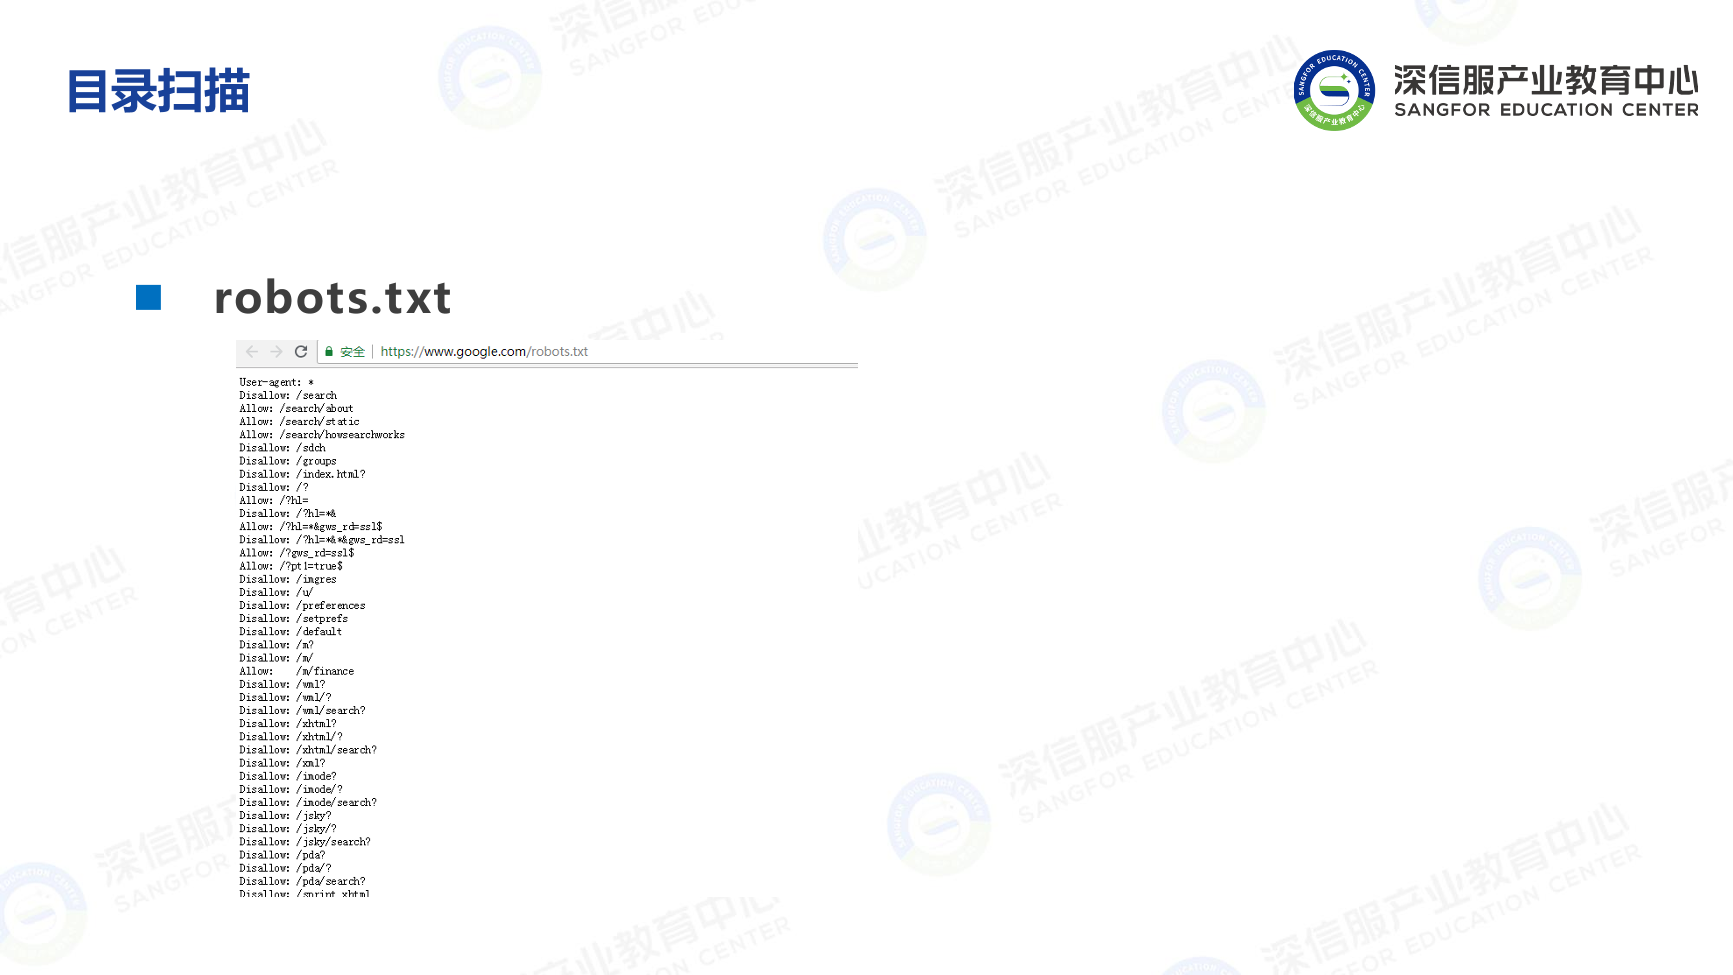 目录扫描
深信服产业教育中心
SANGFOR EDUCATION CENTER
robots.txt
安全 https://www.google.com/robots.txt
User-agent: *
Disallow: /search
Allow: /search/about
Allow: /search/static
Allow: /search/howsearchworks
Disallow: /sdch
Disallow: /groups
Disallow: /index.html?
Disallow: /?
Allow: /?hl=
Disallow: /?hl=*&
Allow: /?hl=*&gws_rd=ssl$
Disallow: /?hl=*&*&gws_rd=ssl
Allow: /?gws_rd=ssl$
Allow: /?pt1=true$
Disallow: /imgres
Disallow: /u/
Disallow: /preferences
Disallow: /setprefs
Disallow: /default
Disallow: /m?
Disallow: /m/
Allow:    /m/finance
Disallow: /wml?
Disallow: /wml/?
Disallow: /wml/search?
Disallow: /xhtml?
Disallow: /xhtml/?
Disallow: /xhtml/search?
Disallow: /xml?
Disallow: /imode?
Disallow: /imode/?
Disallow: /imode/search?
Disallow: /jsky?
Disallow: /jsky/?
Disallow: /jsky/search?
Disallow: /pda?
Disallow: /pda/?
Disallow: /pda/search?
Disallow: /sprint_xhtml